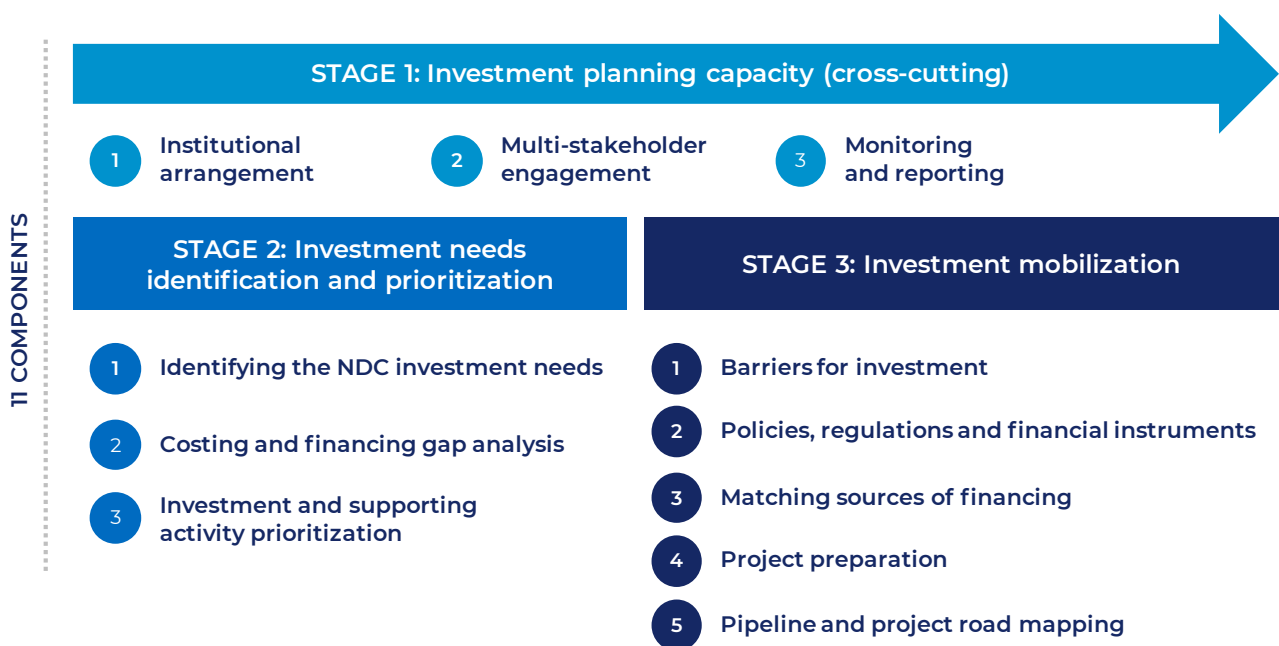 11 COMPONENTS
STAGE 1: Investment planning capacity (cross-cutting)
1
Institutional
arrangement
2
Multi-stakeholder
engagement
3
Monitoring
and reporting
STAGE 2: Investment needs
identification and prioritization
1
Identifying the NDC investment needs
2
Costing and financing gap analysis
3
Investment and supporting
activity prioritization
STAGE 3: Investment mobilization
1
Barriers for investment
2
Policies, regulations and financial instruments
3
Matching sources of financing
4
Project preparation
5
Pipeline and project road mapping